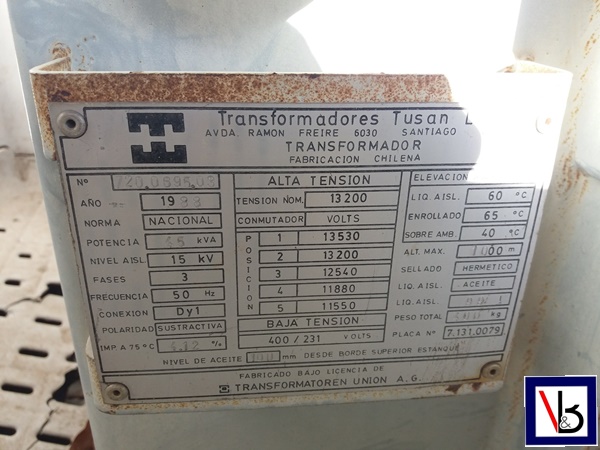 Transformadores Tusan L
AVDA. RAMON FREIRE 6030 SANTIAGO
TRANSFORMADOR
FABRICACION CHILENA
Nº
AÑO 1983
NORMA NACIONAL
POTENCIA kVA
NIVEL AISL. 15 kV
FASES 3
FRECUENCIA 50 Hz
CONEXION Dy1
POLARIDAD SUSTRACTIVA
IMP. A 75°C %
ALTA TENSION
TENSION NOM. 13200
CONMUTADOR VOLTS
POSICION
1 13530
2 13200
3 12540
4 11880
5 11550
BAJA TENSION
400 / 231 VOLTS
ELEVACION
LIQ. AISL. 60 °C
ENROLLADO 65 °C
SOBRE AMB. 40 °C
ALT. MAX. 1000 m
SELLADO HERMETICO
LIQ. AISL. ACEITE
LIQ. AISL.
PESO TOTAL kg
PLACA Nº 7.131.0079
NIVEL DE ACEITE mm DESDE BORDE SUPERIOR ESTANQUE
FABRICADO BAJO LICENCIA DE
TRANSFORMATOREN UNION A.G.
V&B